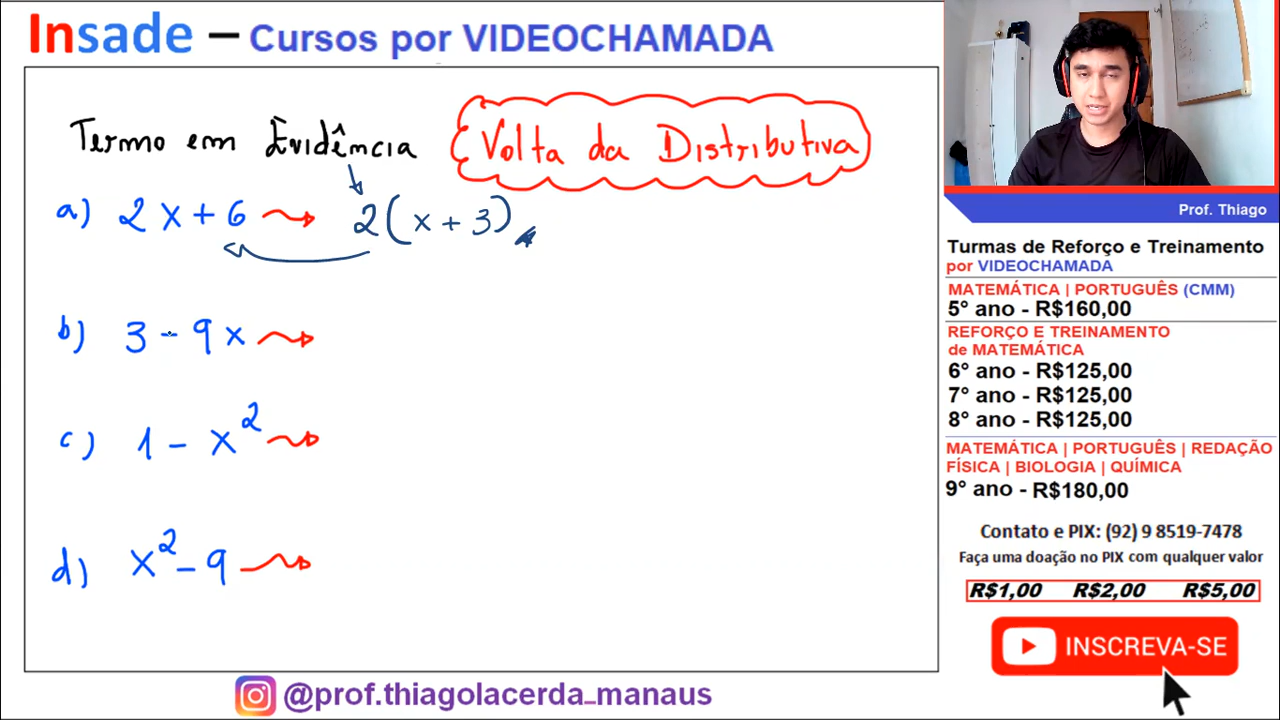 Insade – Cursos por VIDEOCHAMADA
Termo em Evidência
Volta da Distributiva
a) 2x+6 ⇝ 2(x+3)
b) 3-9x ⇝
c) 1-x² ⇝
d) x²-9 ⇝
@prof.thiagolacerda_manaus
Prof. Thiago
Turmas de Reforço e Treinamento
por VIDEOCHAMADA
MATEMÁTICA | PORTUGUÊS (CMM)
5° ano - R$160,00
REFORÇO E TREINAMENTO
de MATEMÁTICA
6° ano - R$125,00
7° ano - R$125,00
8° ano - R$125,00
MATEMÁTICA | PORTUGUÊS | REDAÇÃO
FÍSICA | BIOLOGIA | QUÍMICA
9° ano - R$180,00
Contato e PIX: (92) 9 8519-7478
Faça uma doação no PIX com qualquer valor
R$1,00 R$2,00 R$5,00
INSCREVA-SE